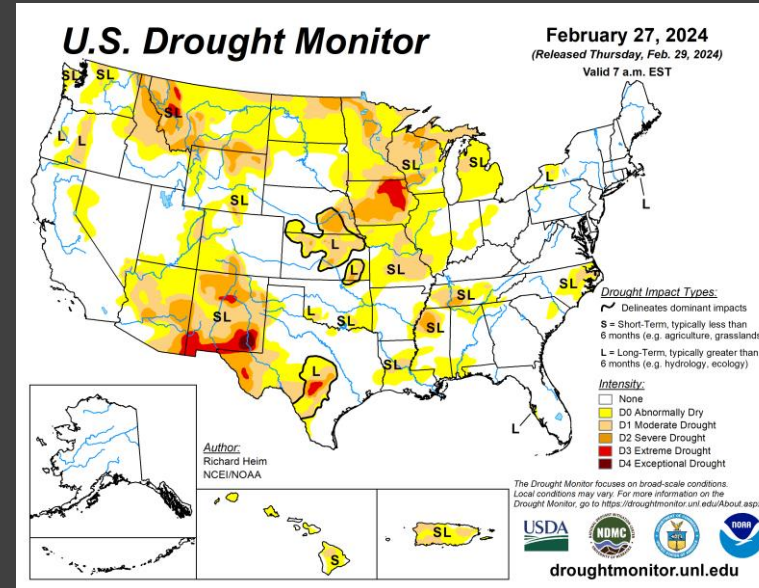 U.S. Drought Monitor
February 27, 2024
(Released Thursday, Feb. 29, 2024)
Valid 7 a.m. EST
SL
SL
SL
L
L
SL
SL
L
L
SL
L
L
SL
SL
SL
SL
SL
L
SL
SL
L
SL
L
Drought Impact Types:
Delineates dominant impacts
S = Short-Term, typically less than
6 months (e.g. agriculture, grasslands
L = Long-Term, typically greater than
6 months (e.g. hydrology, ecology)
Intensity:
None
D0 Abnormally Dry
D1 Moderate Drought
D2 Severe Drought
D3 Extreme Drought
D4 Exceptional Drought
Author:
Richard Heim
NCEI/NOAA
S
SL
The Drought Monitor focuses on broad-scale conditions.
Local conditions may vary. For more information on the
Drought Monitor, go to https://droughtmonitor.unl.edu/About.asp
USDA
NDMC
NOAA
droughtmonitor.unl.edu